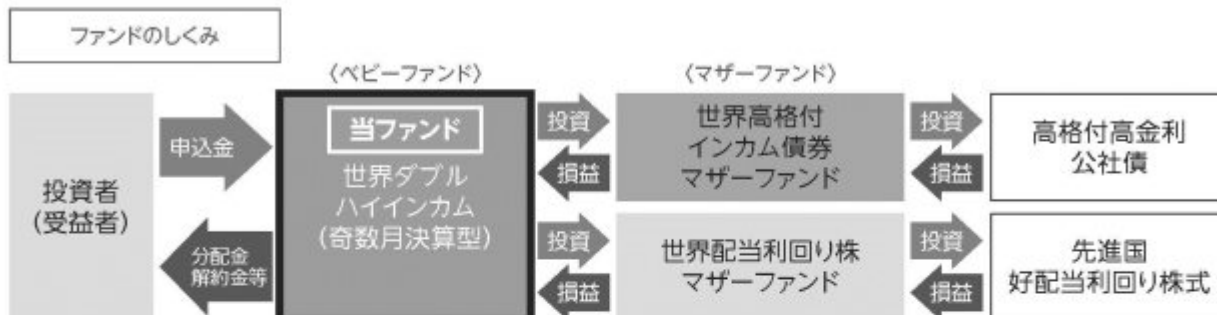 ファンドのしくみ
〈ベビーファンド〉
〈マザーファンド〉
投資者
(受益者)
申込金
分配金
解約金等
当ファンド
世界ダブル
ハイインカム
(奇数月決算型)
投資
損益
世界高格付
インカム債券
マザーファンド
投資
損益
高格付高金利
公社債
投資
損益
世界配当利回り株
マザーファンド
投資
損益
先進国
好配当利回り株式